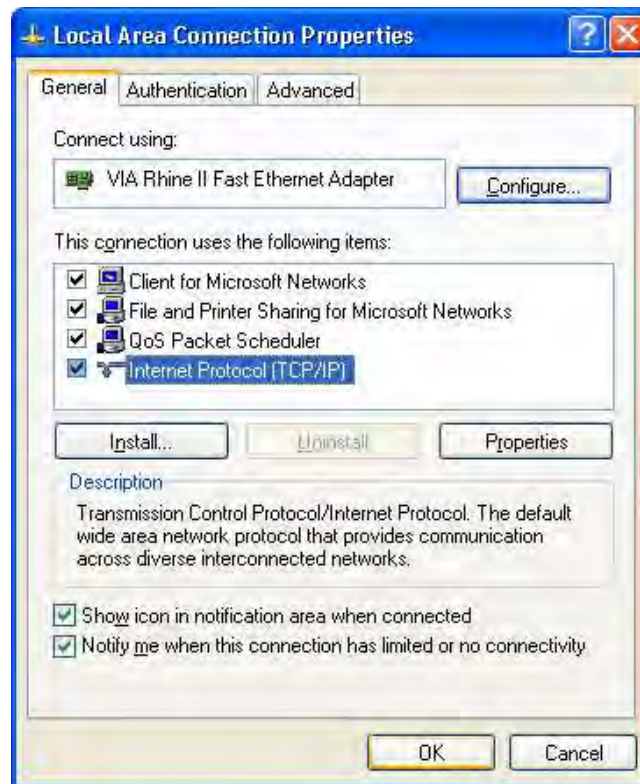 Local Area Connection Properties
General Authentication Advanced
Connect using:
VIA Rhine II Fast Ethernet Adapter Configure...
This connection uses the following items:
Client for Microsoft Networks
File and Printer Sharing for Microsoft Networks
QoS Packet Scheduler
Internet Protocol (TCP/IP)
Install... Uninstall Properties
Description
Transmission Control Protocol/Internet Protocol. The default
wide area network protocol that provides communication
across diverse interconnected networks.
Show icon in notification area when connected
Notify me when this connection has limited or no connectivity
OK Cancel